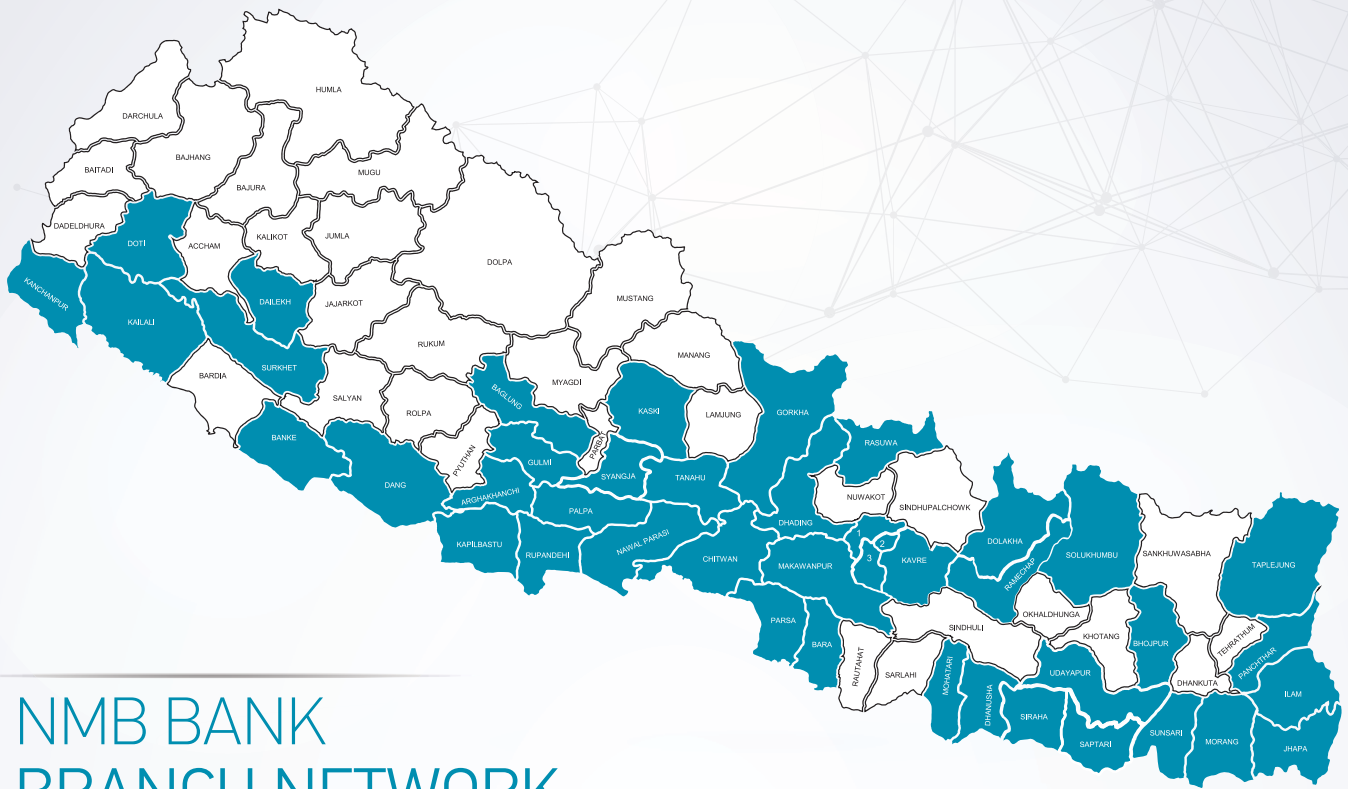 HUMLA
DARCHULA
BAJHANG
BAITADI
MUGU
BAJURA
DADELDHURA
DOTI
ACCHAM
KALIKOT
JUMLA
DOLPA
KANCHANPUR
KAILALI
DAILEKH
JAJARKOT
MUSTANG
RUKUM
MANANG
SURKHET
BARDIA
MYAGDI
BAGLUNG
SALYAN
ROLPA
KASKI
LAMJUNG
GORKHA
BANKE
PYUTHAN
PARBA
RASUWA
GULMI
SYANGJA
TANAHU
DANG
ARGHAKHANCHI
NUWAKOT
SINDHUPALCHOWK
PALPA
DHADING
1
2
3
KAPILBASTU
RUPANDEHI
NAWAL PARASI
CHITWAN
MAKAWANPUR
KAVRE
DOLAKHA
RAMECHAP
SOLUKHUMBU
SANKHUWASABHA
TAPLEJUNG
PARSA
BARA
RAUTAHAT
SARLAHI
SINDHULI
OKHALDHUNGA
KHOTANG
BHOJPUR
TEHRATHUM
PANCHTHAR
MOHATARI
DHANUSHA
UDAYAPUR
DHANKUTA
ILAM
SIRAHA
SAPTARI
SUNSARI
MORANG
JHAPA
NMB BANK
BRANCH NETWORK